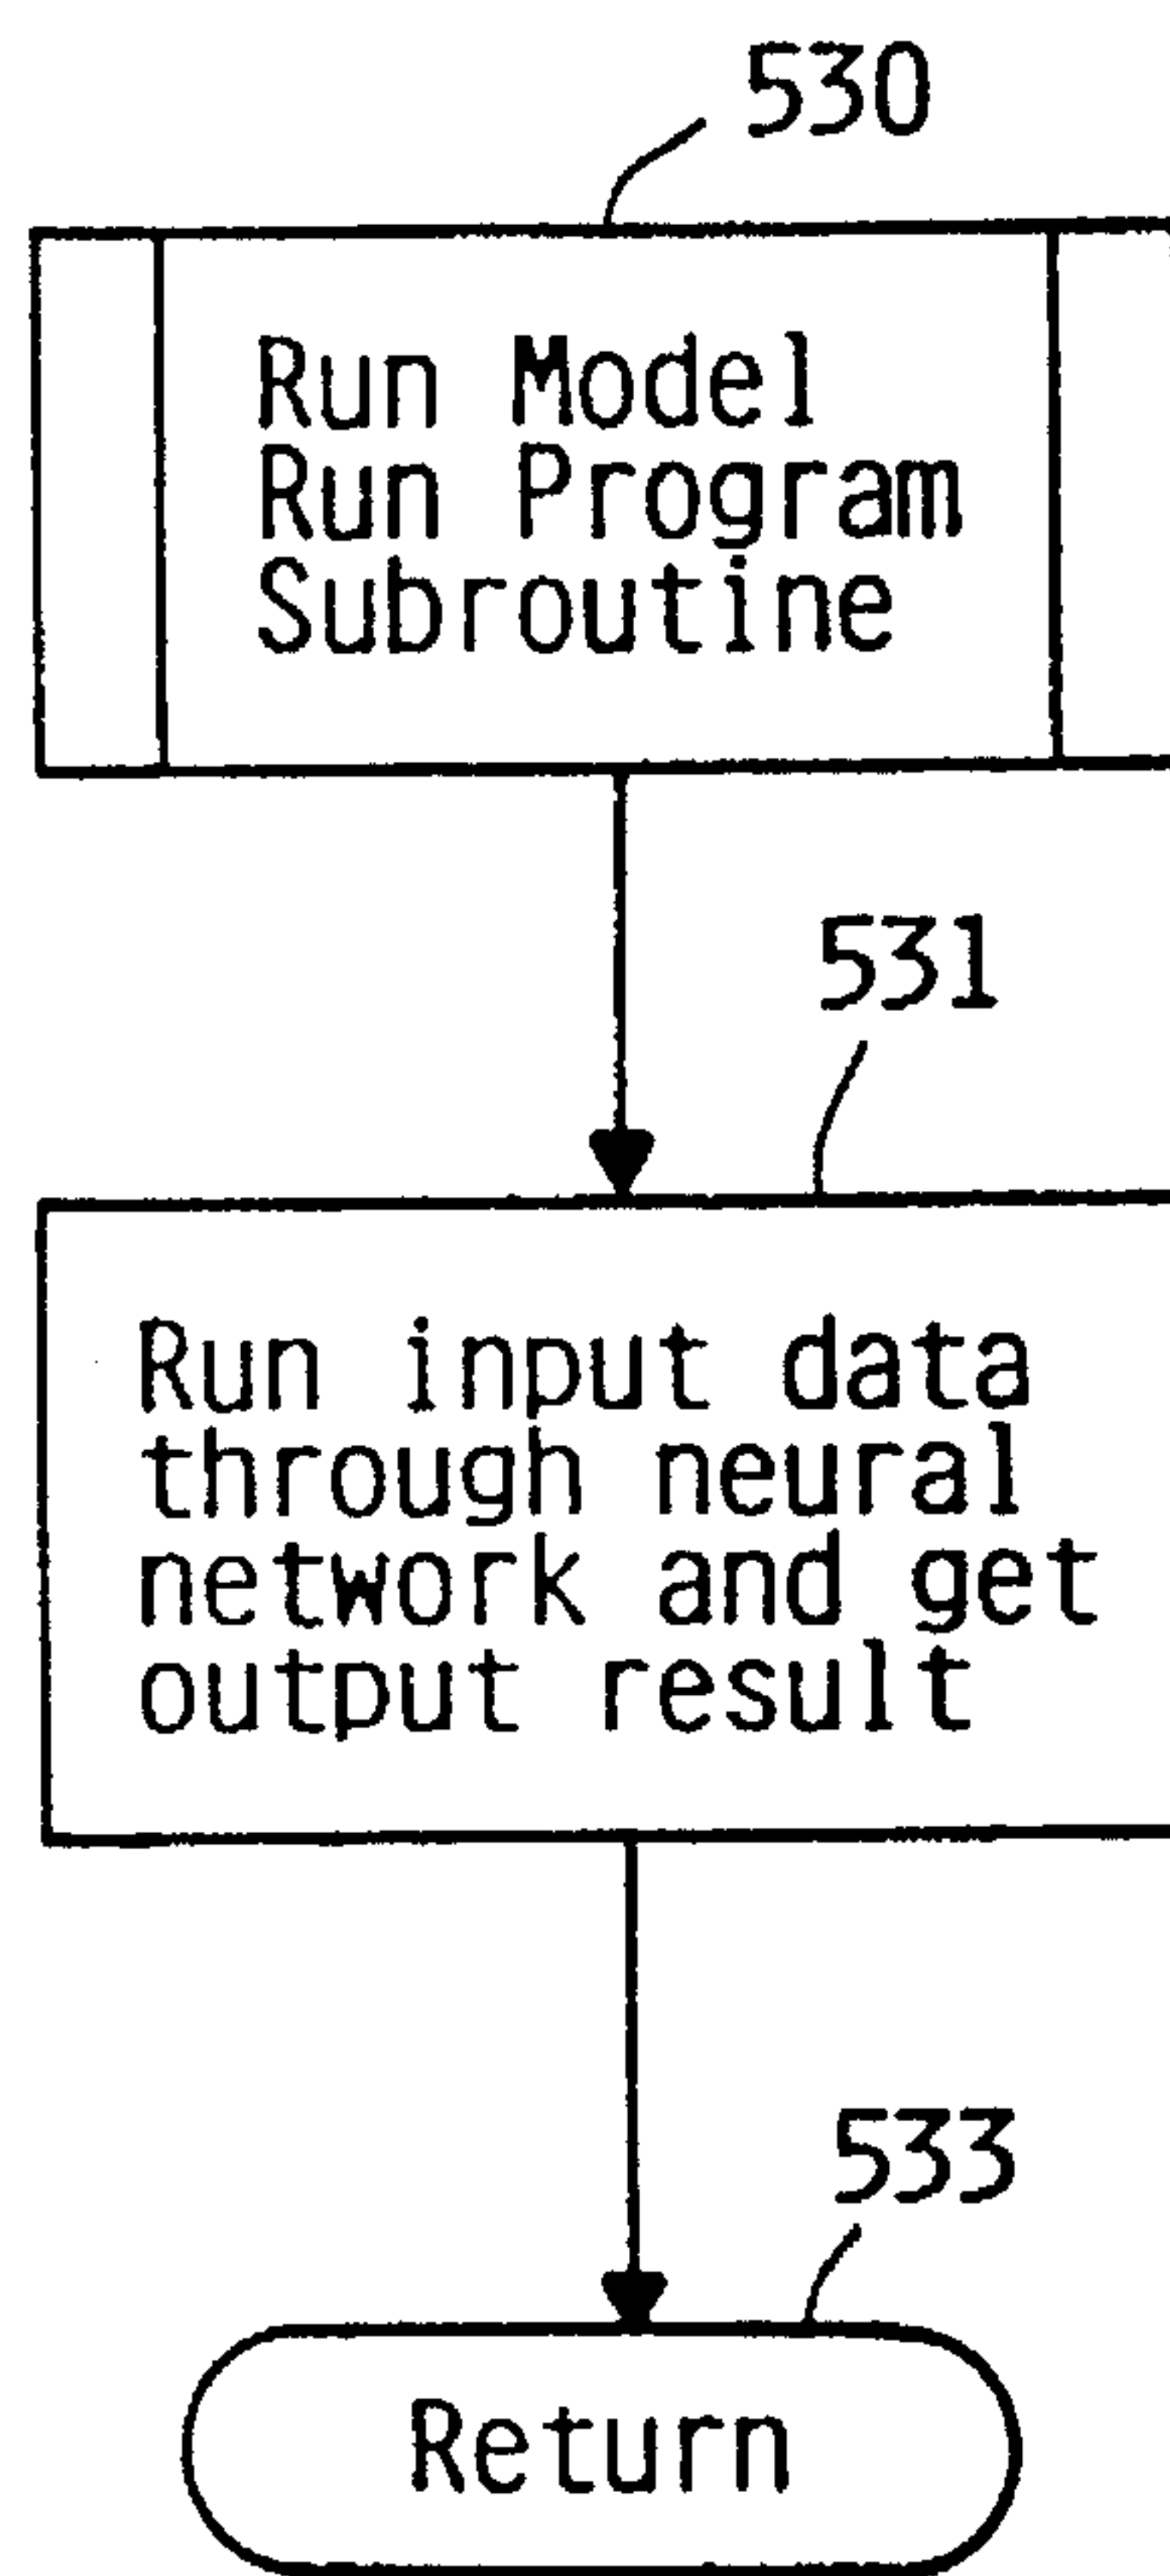 530
Run Model
Run Program
Subroutine
531
Run input data
through neural
network and get
output result
533
Return